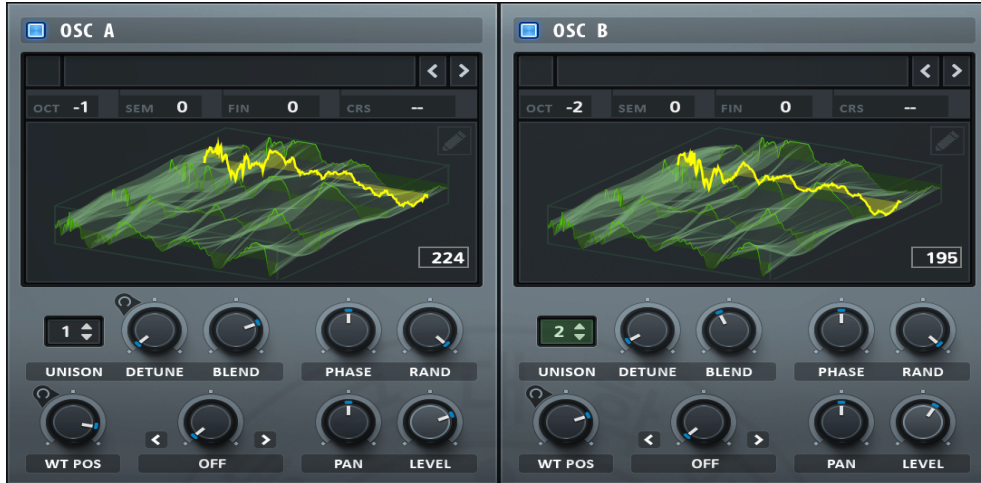 OSC A
OCT -1 SEM 0 FIN 0 CRS --
224
1
UNISON DETUNE BLEND PHASE RAND
WT POS OFF PAN LEVEL
OSC B
OCT -2 SEM 0 FIN 0 CRS --
195
2
UNISON DETUNE BLEND PHASE RAND
WT POS OFF PAN LEVEL